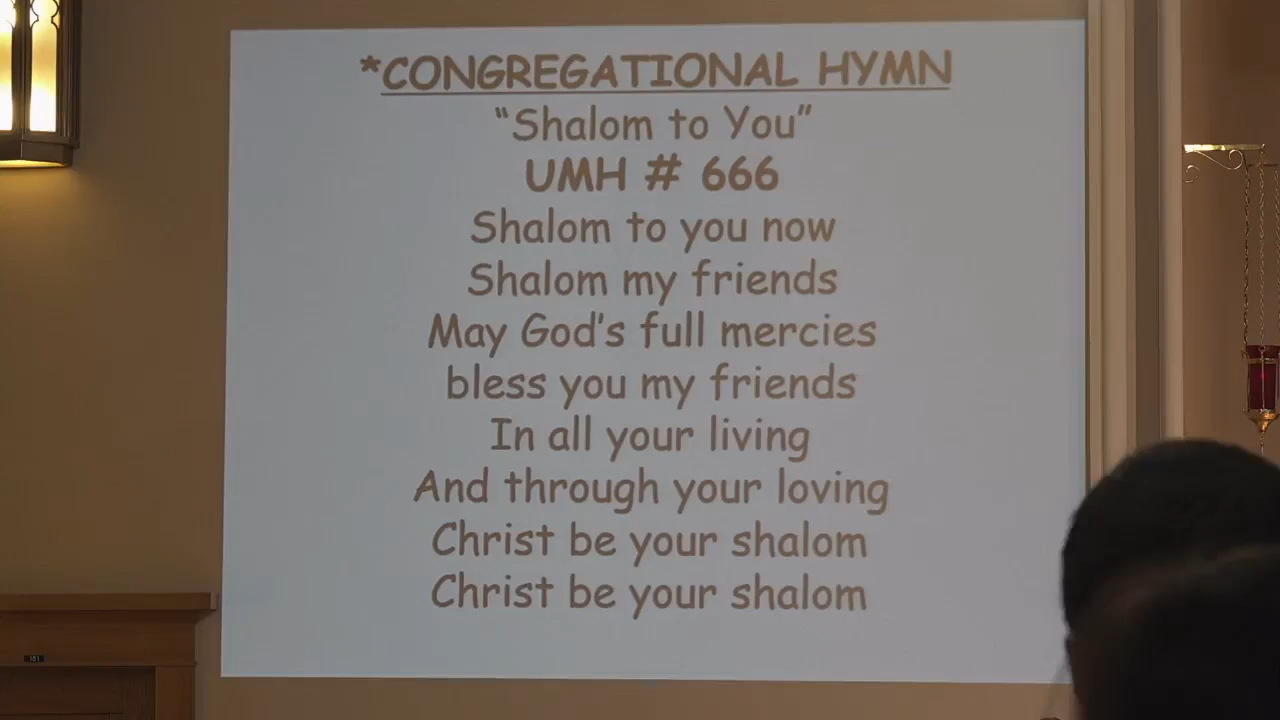 *CONGREGATIONAL HYMN
“Shalom to You”
UMH # 666
Shalom to you now
Shalom my friends
May God’s full mercies
bless you my friends
In all your living
And through your loving
Christ be your shalom
Christ be your shalom